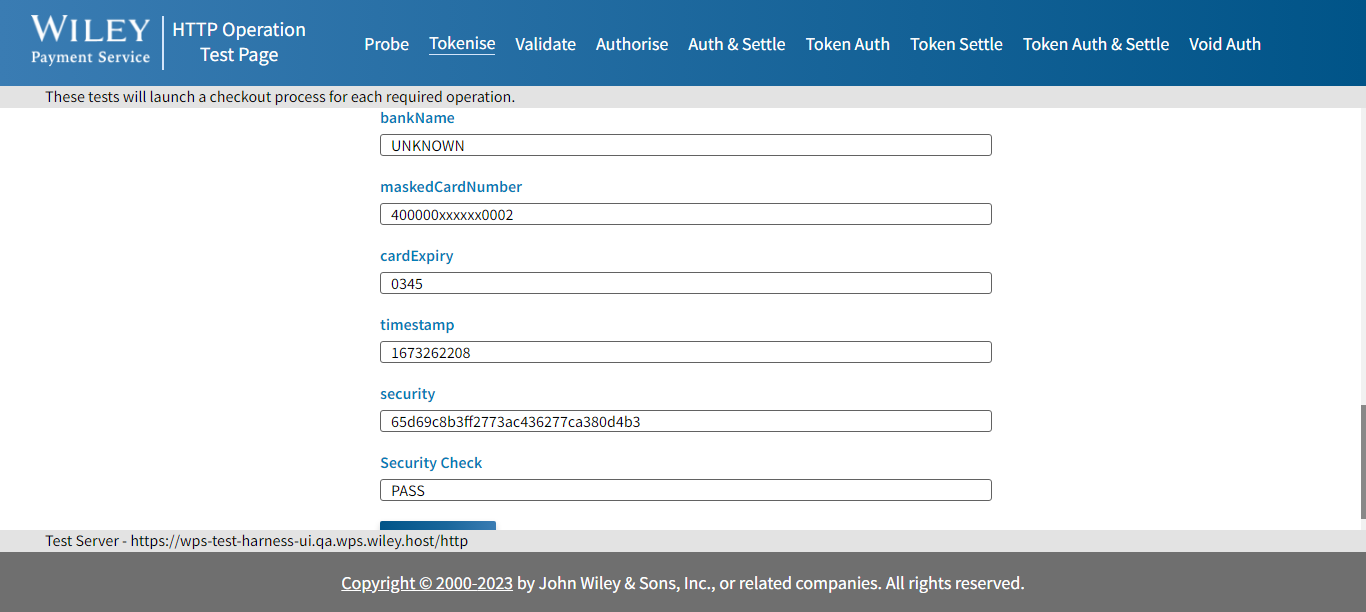 WILEY
Payment Service
HTTP Operation
Test Page
Probe Tokenise Validate Authorise Auth & Settle Token Auth Token Settle Token Auth & Settle Void Auth
These tests will launch a checkout process for each required operation.
bankName
UNKNOWN
maskedCardNumber
400000xxxxxx0002
cardExpiry
0345
timestamp
1673262208
security
65d69c8b3ff2773ac436277ca380d4b3
Security Check
PASS
Test Server - https://wps-test-harness-ui.qa.wps.wiley.host/http
Copyright © 2000-2023 by John Wiley & Sons, Inc., or related companies. All rights reserved.